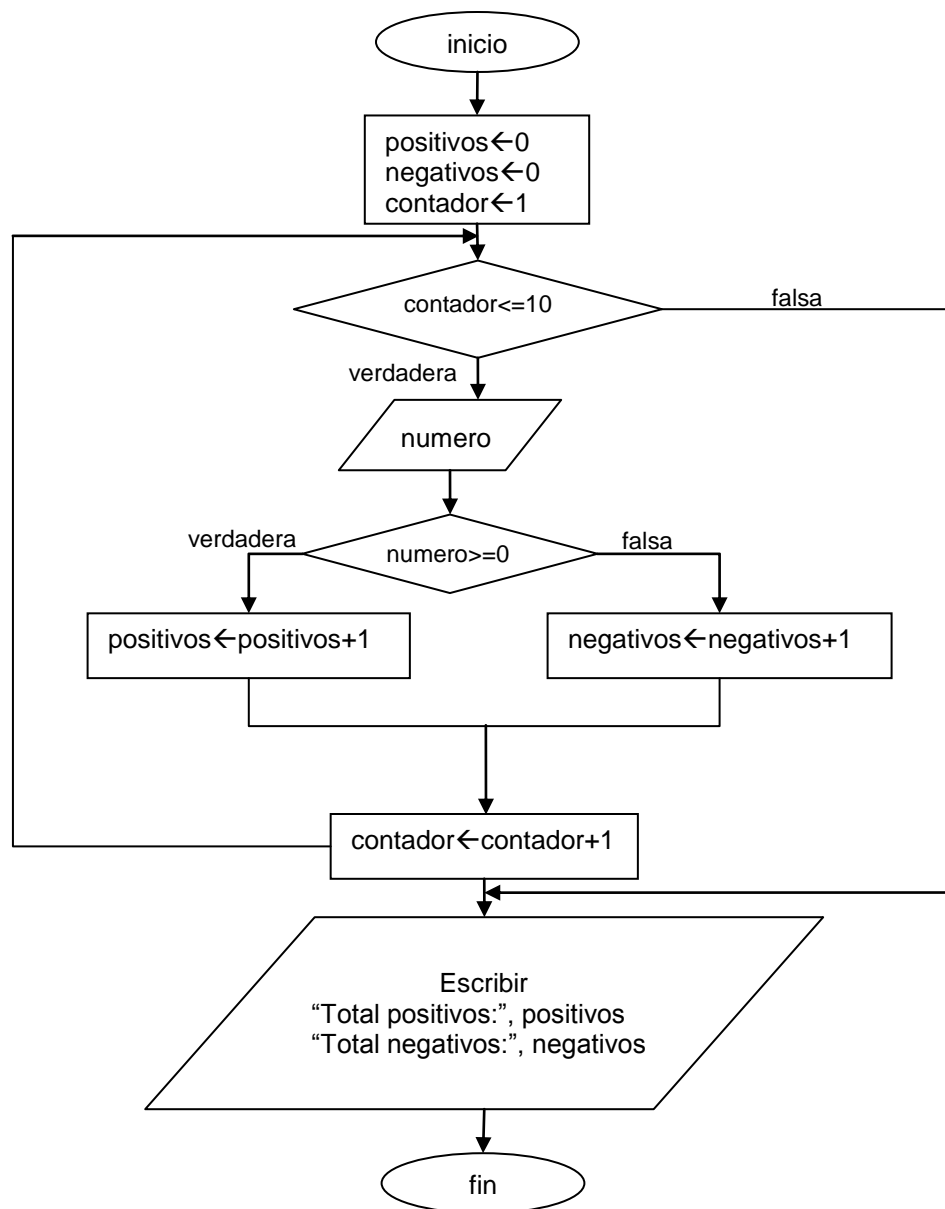 inicio
positivos←0
negativos←0
contador←1
contador<=10
falsa
verdadera
numero
verdadera
numero>=0
falsa
positivos←positivos+1
negativos←negativos+1
contador←contador+1
Escribir
“Total positivos:”, positivos
“Total negativos:”, negativos
fin